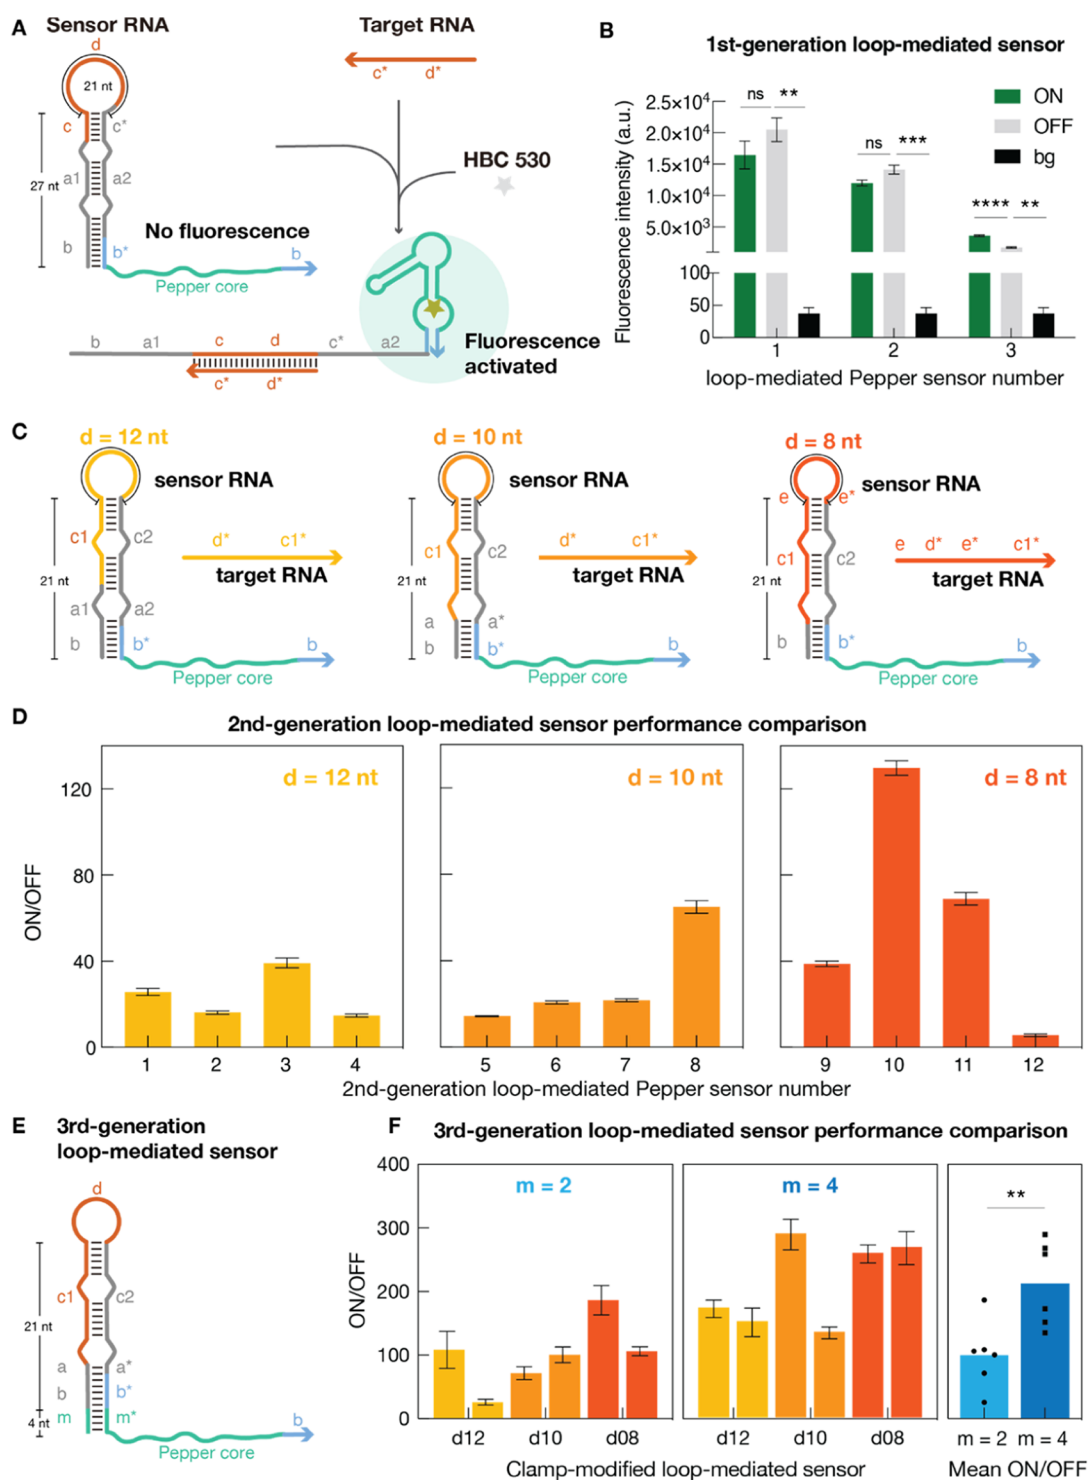 A
Sensor RNA
d
21 nt
c
c*
27 nt
a1
a2
b
b*
No fluorescence
b
Pepper core
Target RNA
c*
d*
HBC 530
Fluorescence
activated
b
a1
c
d
c*
a2
c*
d*
B
1st-generation loop-mediated sensor
Fluorescence intensity (a.u.)
2.5×10⁴
2.0×10⁴
1.5×10⁴
1.0×10⁴
5.0×10³
100
50
0
ns
**
ns
***
****
**
ON
OFF
bg
1
2
3
loop-mediated Pepper sensor number
C
d = 12 nt
sensor RNA
c1
c2
21 nt
a1
a2
b
b*
d*
c1*
target RNA
b
Pepper core
d = 10 nt
sensor RNA
c1
c2
21 nt
a
a*
b
b*
d*
c1*
target RNA
b
Pepper core
d = 8 nt
sensor RNA
e
e*
c1
c2
21 nt
b
b*
e
d*
e*
c1*
target RNA
b
Pepper core
D
2nd-generation loop-mediated sensor performance comparison
ON/OFF
120
80
40
0
d = 12 nt
d = 10 nt
d = 8 nt
1
2
3
4
5
6
7
8
9
10
11
12
2nd-generation loop-mediated Pepper sensor number
E
3rd-generation
loop-mediated sensor
d
c1
c2
21 nt
a
a*
b
b*
4 nt
m
m*
b
Pepper core
F
3rd-generation loop-mediated sensor performance comparison
ON/OFF
400
300
200
100
0
m = 2
m = 4
**
d12
d10
d08
d12
d10
d08
m = 2
m = 4
Clamp-modified loop-mediated sensor
Mean ON/OFF